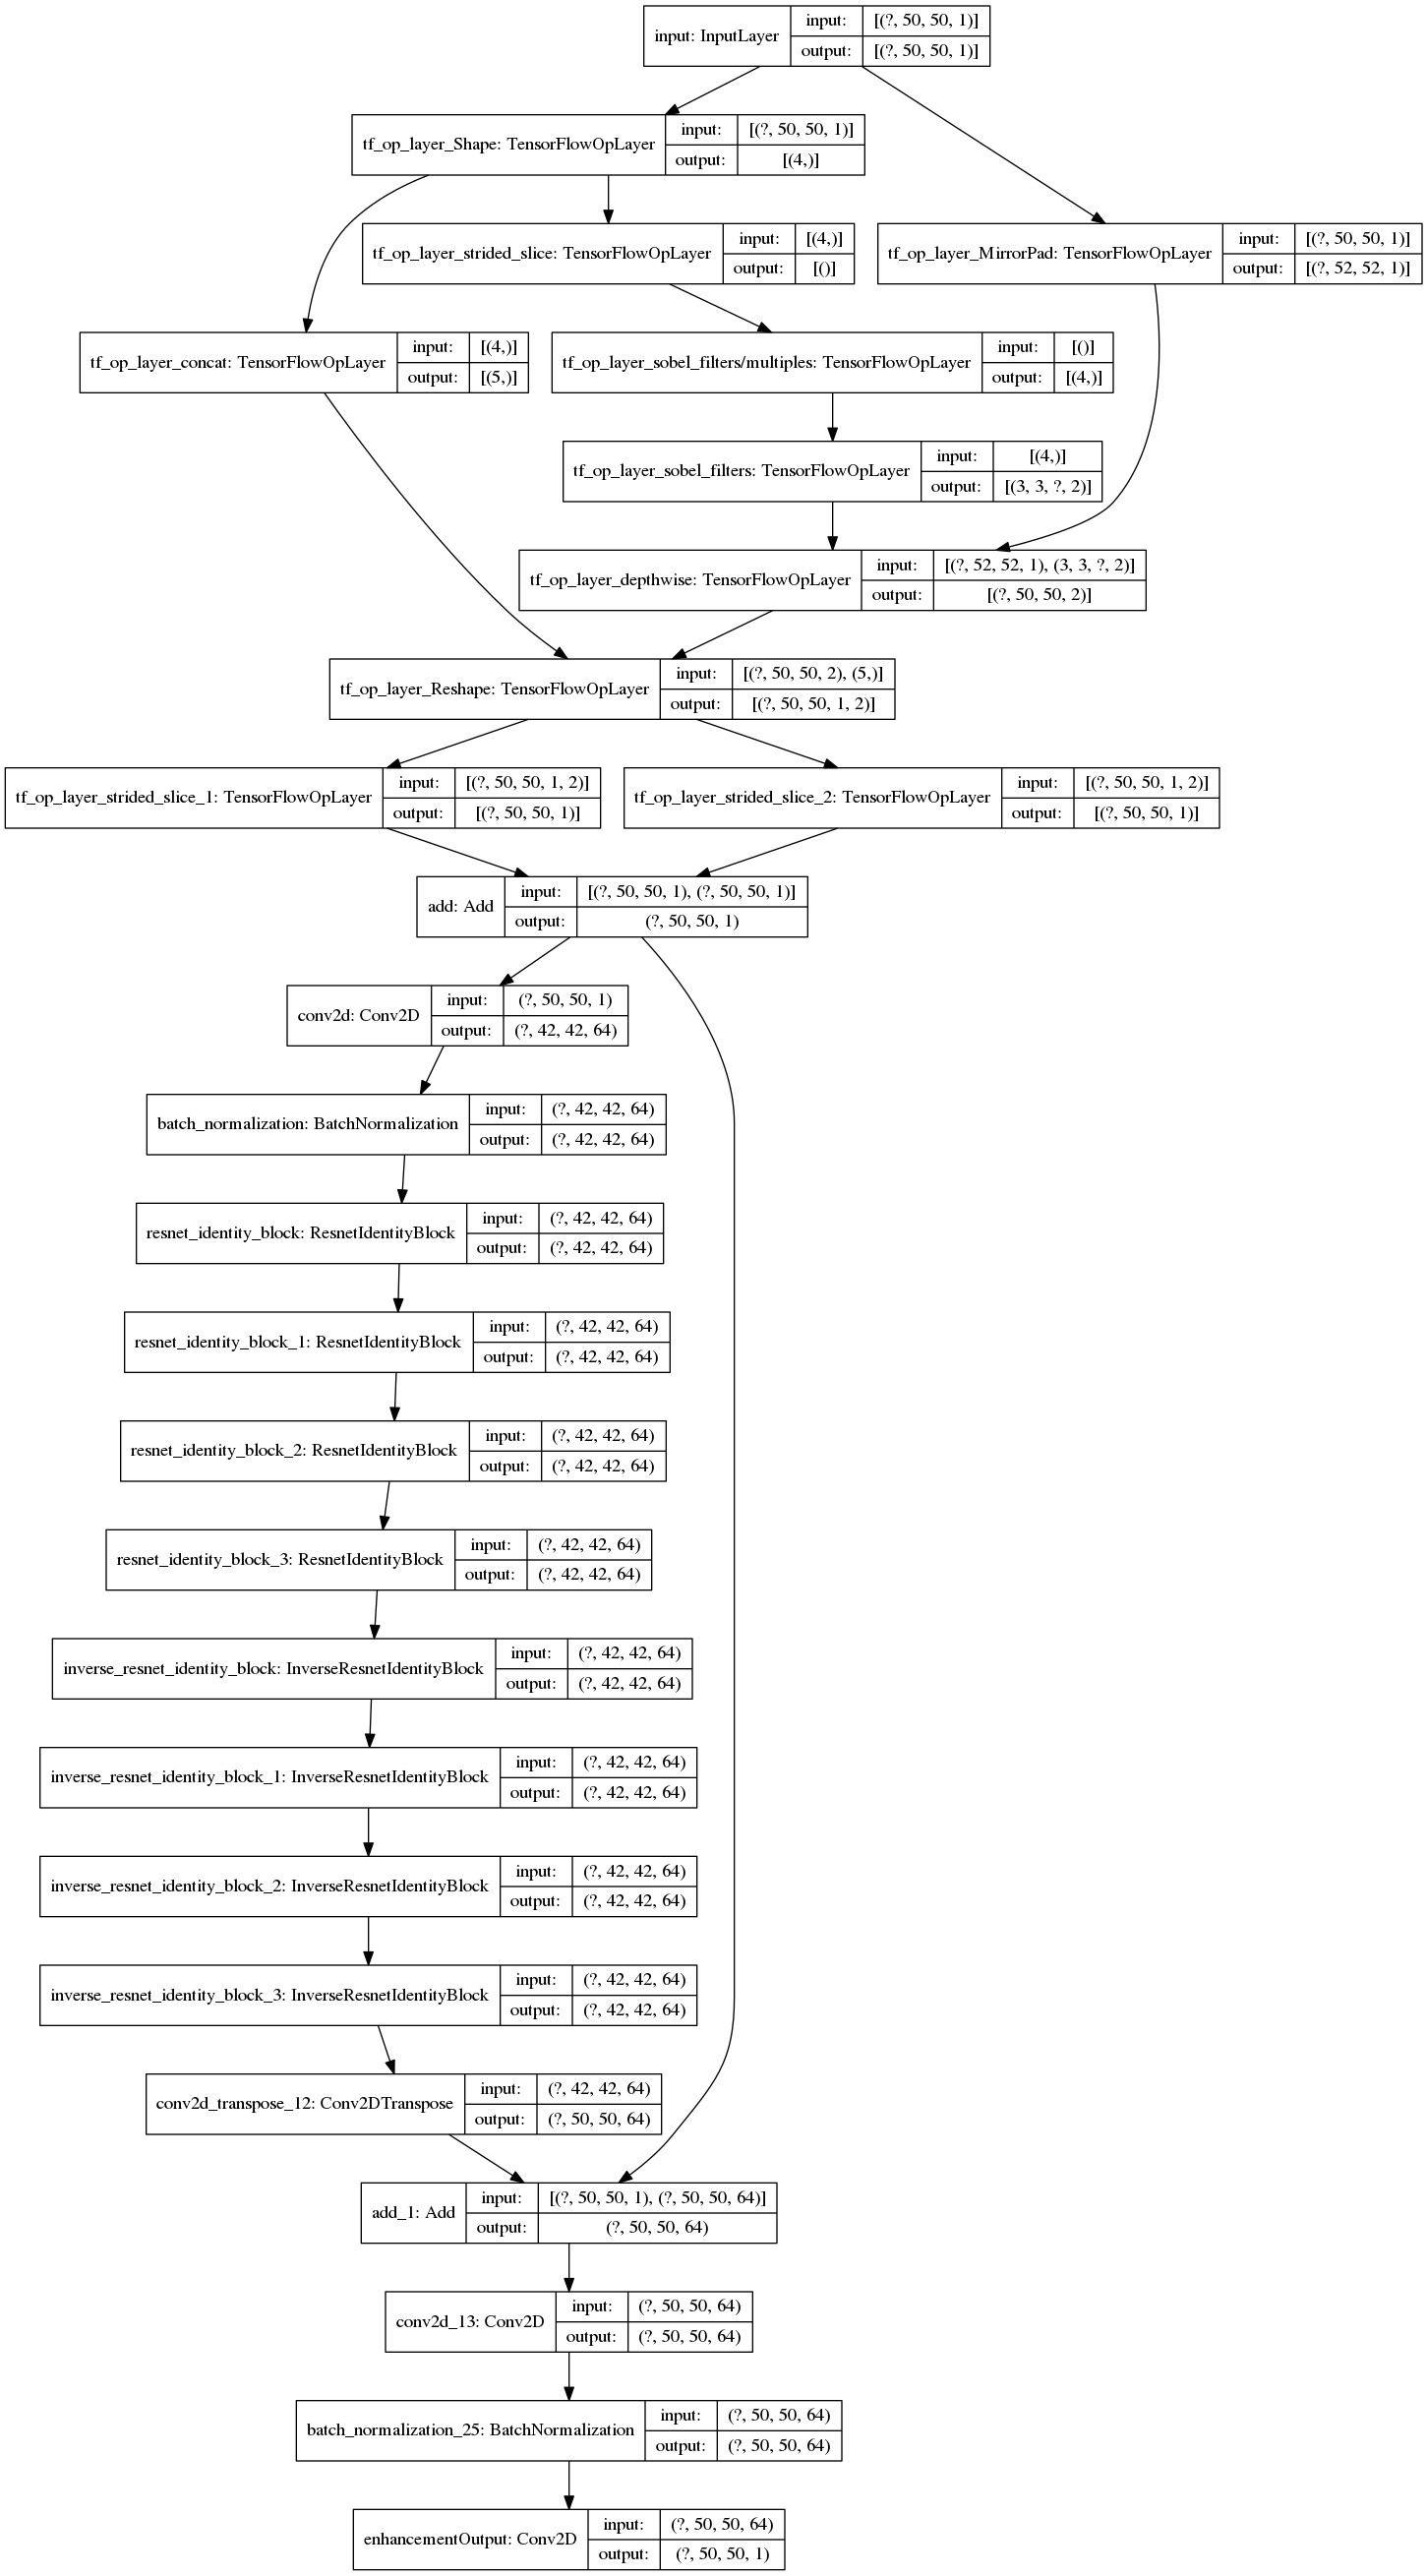 input: InputLayer
input: [(?, 50, 50, 1)]
output: [(?, 50, 50, 1)]
tf_op_layer_Shape: TensorFlowOpLayer
input: [(?, 50, 50, 1)]
output: [(4,)]
tf_op_layer_strided_slice: TensorFlowOpLayer
input: [(4,)]
output: [()]
tf_op_layer_MirrorPad: TensorFlowOpLayer
input: [(?, 50, 50, 1)]
output: [(?, 52, 52, 1)]
tf_op_layer_concat: TensorFlowOpLayer
input: [(4,)]
output: [(5,)]
tf_op_layer_sobel_filters/multiples: TensorFlowOpLayer
input: [()]
output: [(4,)]
tf_op_layer_sobel_filters: TensorFlowOpLayer
input: [(4,)]
output: [(3, 3, ?, 2)]
tf_op_layer_depthwise: TensorFlowOpLayer
input: [(?, 52, 52, 1), (3, 3, ?, 2)]
output: [(?, 50, 50, 2)]
tf_op_layer_Reshape: TensorFlowOpLayer
input: [(?, 50, 50, 2), (5,)]
output: [(?, 50, 50, 1, 2)]
tf_op_layer_strided_slice_1: TensorFlowOpLayer
input: [(?, 50, 50, 1, 2)]
output: [(?, 50, 50, 1)]
tf_op_layer_strided_slice_2: TensorFlowOpLayer
input: [(?, 50, 50, 1, 2)]
output: [(?, 50, 50, 1)]
add: Add
input: [(?, 50, 50, 1), (?, 50, 50, 1)]
output: (?, 50, 50, 1)
conv2d: Conv2D
input: (?, 50, 50, 1)
output: (?, 42, 42, 64)
batch_normalization: BatchNormalization
input: (?, 42, 42, 64)
output: (?, 42, 42, 64)
resnet_identity_block: ResnetIdentityBlock
input: (?, 42, 42, 64)
output: (?, 42, 42, 64)
resnet_identity_block_1: ResnetIdentityBlock
input: (?, 42, 42, 64)
output: (?, 42, 42, 64)
resnet_identity_block_2: ResnetIdentityBlock
input: (?, 42, 42, 64)
output: (?, 42, 42, 64)
resnet_identity_block_3: ResnetIdentityBlock
input: (?, 42, 42, 64)
output: (?, 42, 42, 64)
inverse_resnet_identity_block: InverseResnetIdentityBlock
input: (?, 42, 42, 64)
output: (?, 42, 42, 64)
inverse_resnet_identity_block_1: InverseResnetIdentityBlock
input: (?, 42, 42, 64)
output: (?, 42, 42, 64)
inverse_resnet_identity_block_2: InverseResnetIdentityBlock
input: (?, 42, 42, 64)
output: (?, 42, 42, 64)
inverse_resnet_identity_block_3: InverseResnetIdentityBlock
input: (?, 42, 42, 64)
output: (?, 42, 42, 64)
conv2d_transpose_12: Conv2DTranspose
input: (?, 42, 42, 64)
output: (?, 50, 50, 64)
add_1: Add
input: [(?, 50, 50, 1), (?, 50, 50, 64)]
output: (?, 50, 50, 64)
conv2d_13: Conv2D
input: (?, 50, 50, 64)
output: (?, 50, 50, 64)
batch_normalization_25: BatchNormalization
input: (?, 50, 50, 64)
output: (?, 50, 50, 64)
enhancementOutput: Conv2D
input: (?, 50, 50, 64)
output: (?, 50, 50, 1)